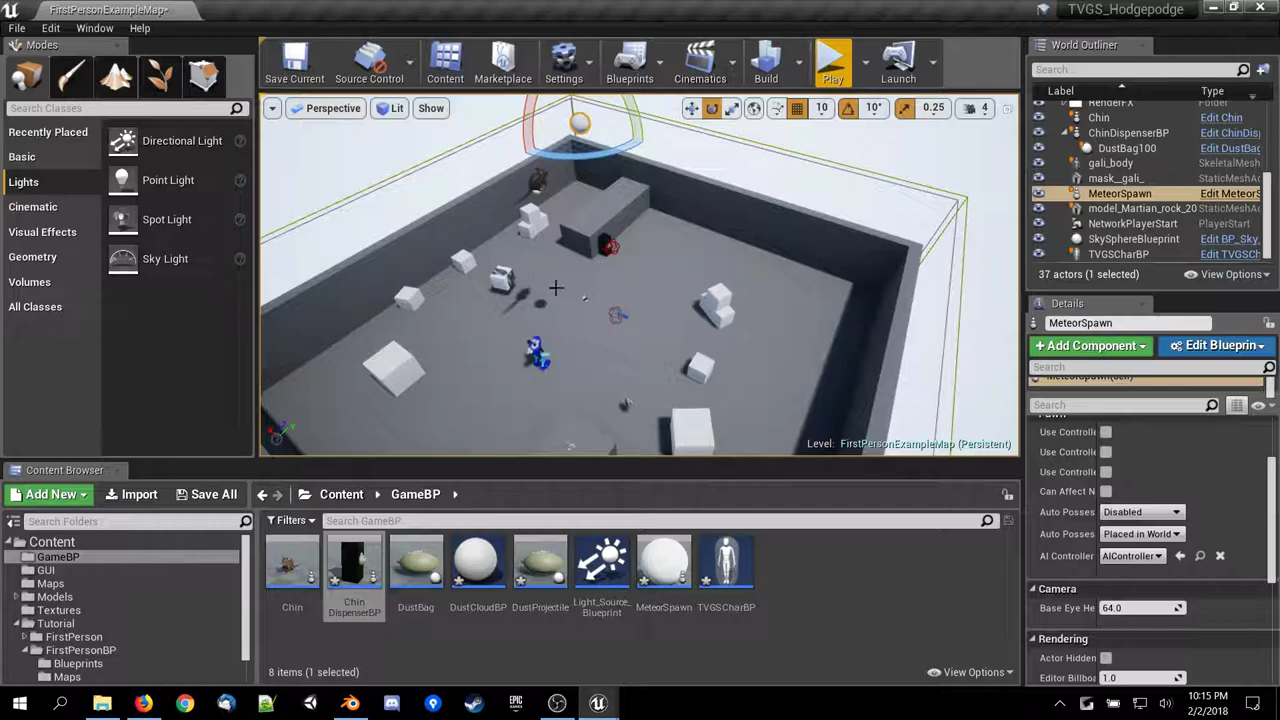 FirstPersonExampleMap*
TVGS_Hodgepodge
File Edit Window Help
Modes
Search Classes
Recently Placed
Basic
Lights
Cinematic
Visual Effects
Geometry
Volumes
All Classes
Directional Light
Point Light
Spot Light
Sky Light
Save Current
Source Control
Content
Marketplace
Settings
Blueprints
Cinematics
Build
Play
Launch
Perspective Lit Show 10 10° 0.25 4
Level: FirstPersonExampleMap (Persistent)
World Outliner
Search...
Label Type
RenderFX Folder
Chin Edit Chin
ChinDispenserBP Edit ChinDis
DustBag100 Edit DustBag
gali_body SkeletalMesh
mask_gali_ StaticMeshA
MeteorSpawn Edit MeteorS
model_Martian_rock_20 StaticMeshA
NetworkPlayerStart PlayerStart
SkySphereBlueprint Edit BP_Sky
TVGSCharBP Edit TVGSCh
37 actors (1 selected) View Options
Details
MeteorSpawn
Add Component Edit Blueprin
Search
Search
Use Controlle
Use Controlle
Use Controlle
Can Affect N
Auto Posses Disabled
Auto Posses Placed in World
AI Controller AIController
Camera
Base Eye He 64.0
Rendering
Actor Hidden
Editor Billboa 1.0
Content Browser
Add New Import Save All Content GameBP
Search Folders
Filters Search GameBP
Content
GameBP
GUI
Maps
Models
Textures
Tutorial
FirstPerson
FirstPersonBP
Blueprints
Maps
Chin
Chin
DispenserBP
DustBag
DustCloudBP
DustProjectile
Light_Source_
Blueprint
MeteorSpawn
TVGSCharBP
8 items (1 selected) View Options
EPIC
GAMES
10:15 PM
2/2/2018